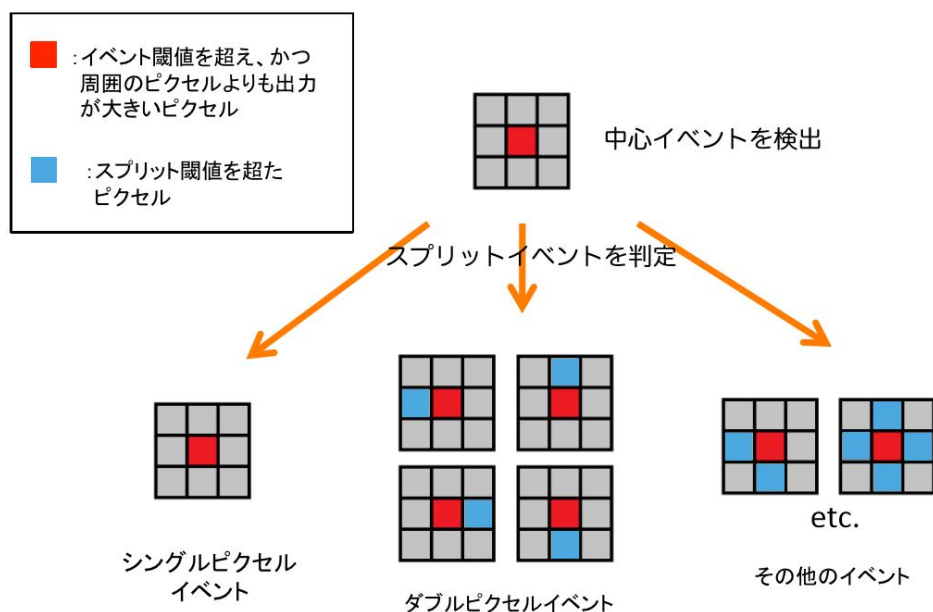 ：イベント閾値を超え、かつ
周囲のピクセルよりも出力
が大きいピクセル
：スプリット閾値を超た
ピクセル
中心イベントを検出
スプリットイベントを判定
シングルピクセル
イベント
ダブルピクセルイベント
etc.
その他のイベント